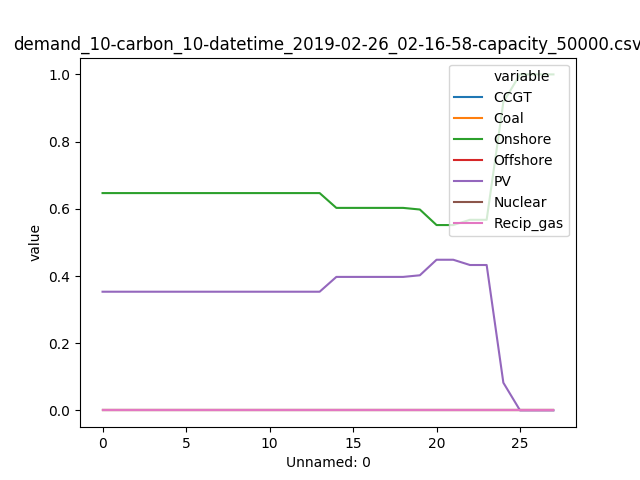 demand_10-carbon_10-datetime_2019-02-26_02-16-58-capacity_50000.csv
1.0
0.8
0.6
0.4
0.2
0.0
value
variable
CCGT
Coal
Onshore
Offshore
PV
Nuclear
Recip_gas
0 5 10 15 20 25
Unnamed: 0